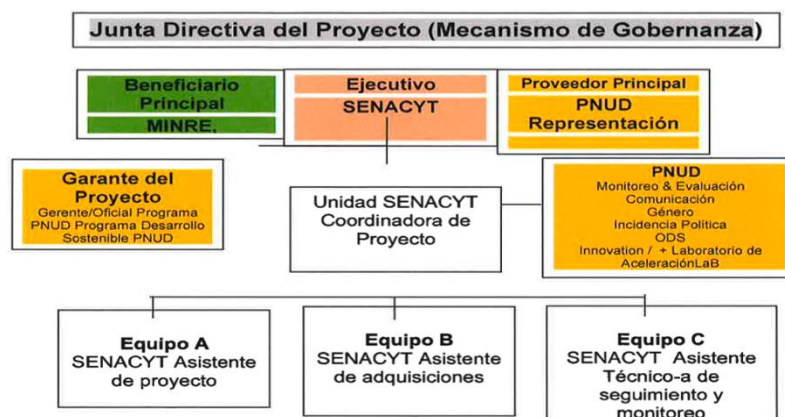 Junta Directiva del Proyecto (Mecanismo de Gobernanza)
Beneficiario
Principal
MINRE,
Ejecutivo
SENACYT
Proveedor Principal
PNUD
Representación
Garante del
Proyecto
Gerente/Oficial Programa
PNUD Programa Desarrollo
Sostenible PNUD
Unidad SENACYT
Coordinadora de
Proyecto
PNUD
Monitoreo & Evaluación
Comunicación
Género
Incidencia Política
ODS
Innovation / + Laboratorio de
AceleraciónLaB
Equipo A
SENACYT Asistente
de proyecto
Equipo B
SENACYT Asistente
de adquisiciones
Equipo C
SENACYT Asistente
Técnico-a de
seguimiento y
monitoreo